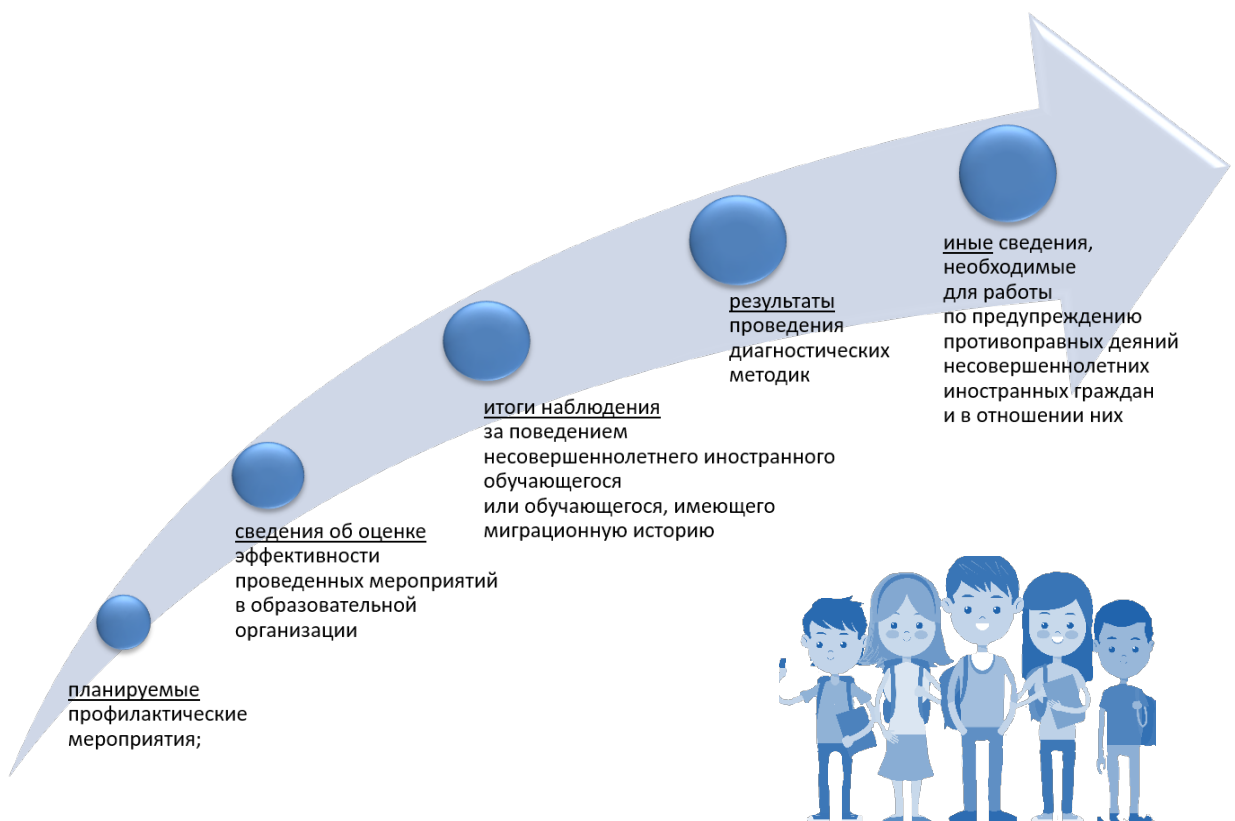 планируемые
профилактические
мероприятия;
сведения об оценке
эффективности
проведенных мероприятий
в образовательной
организации
итоги наблюдения
за поведением
несовершеннолетнего иностранного
обучающегося
или обучающегося, имеющего
миграционную историю
результаты
проведения
диагностических
методик
иные сведения,
необходимые
для работы
по предупреждению
противоправных деяний
несовершеннолетних
иностранных граждан
и в отношении них